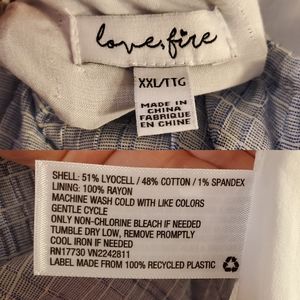 love, fire
XXL/TTG
MADE IN
CHINA
FABRIQUE
EN CHINE
SHELL: 51% LYOCELL / 48% COTTON / 1% SPANDEX
LINING: 100% RAYON
MACHINE WASH COLD WITH LIKE COLORS
GENTLE CYCLE
ONLY NON-CHLORINE BLEACH IF NEEDED
TUMBLE DRY LOW, REMOVE PROMPTLY
COOL IRON IF NEEDED
RN17730 VN2242811
LABEL MADE FROM 100% RECYCLED PLASTIC